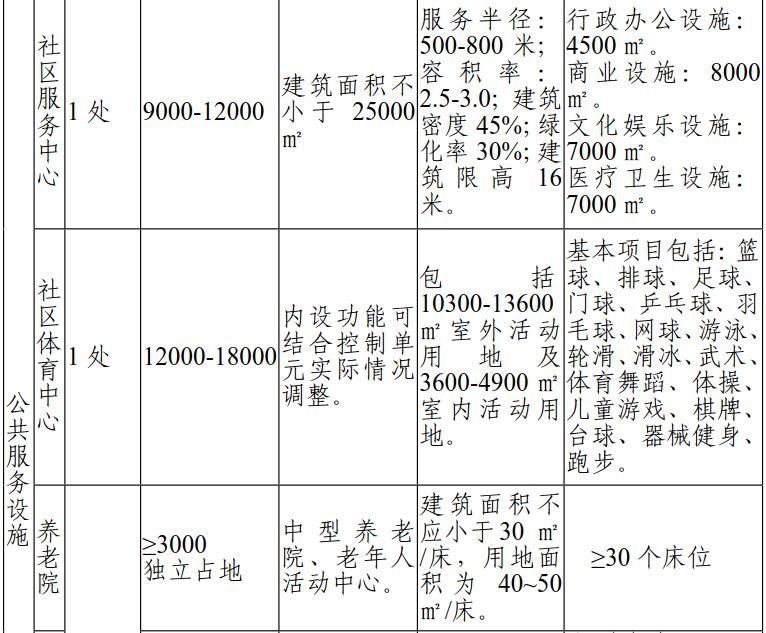 公共服务设施
社区服务中心
1 处
9000-12000
建筑面积不
小于 25000
㎡
服务半径：
500-800 米；
容积率：
2.5-3.0；建筑
密度 45%；绿
化率 30%；建
筑限高 16
米。
行政办公设施：
4500 ㎡。
商业设施：8000
㎡。
文化娱乐设施：
7000 ㎡。
医疗卫生设施：
7000 ㎡。
社区体育中心
1 处
12000-18000
内设功能可
结合控制单
元实际情况
调整。
包括
10300-13600
㎡室外活动
用地及
3600-4900 ㎡
室内活动用
地。
基本项目包括：篮
球、排球、足球、
门球、乒乓球、羽
毛球、网球、游泳、
轮滑、滑冰、武术、
体育舞蹈、体操、
儿童游戏、棋牌、
台球、器械健身、
跑步。
养老院
≥3000
独立占地
中型养老
院、老年人
活动中心。
建筑面积不
应小于30 ㎡
/床，用地面
积为 40~50
㎡/床。
≥30 个床位